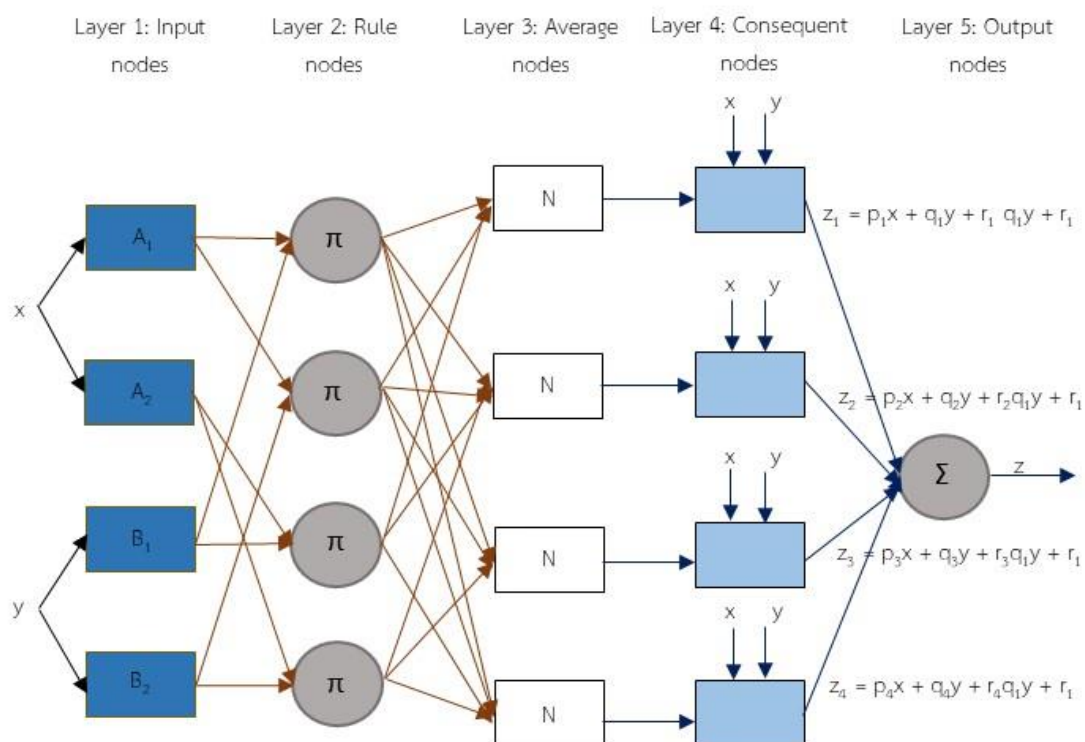 Layer 1: Input nodes
Layer 2: Rule nodes
Layer 3: Average nodes
Layer 4: Consequent nodes
Layer 5: Output nodes
x
y
A₁
A₂
B₁
B₂
x
y
π
π
π
π
N
N
N
N
x y
x y
x y
x y
z₁ = p₁x + q₁y + r₁ q₁y + r₁
z₂ = p₂x + q₂y + r₂q₁y + r₁
Σ
z
z₃ = p₃x + q₃y + r₃q₁y + r₁
z₄ = p₄x + q₄y + r₄q₁y + r₁